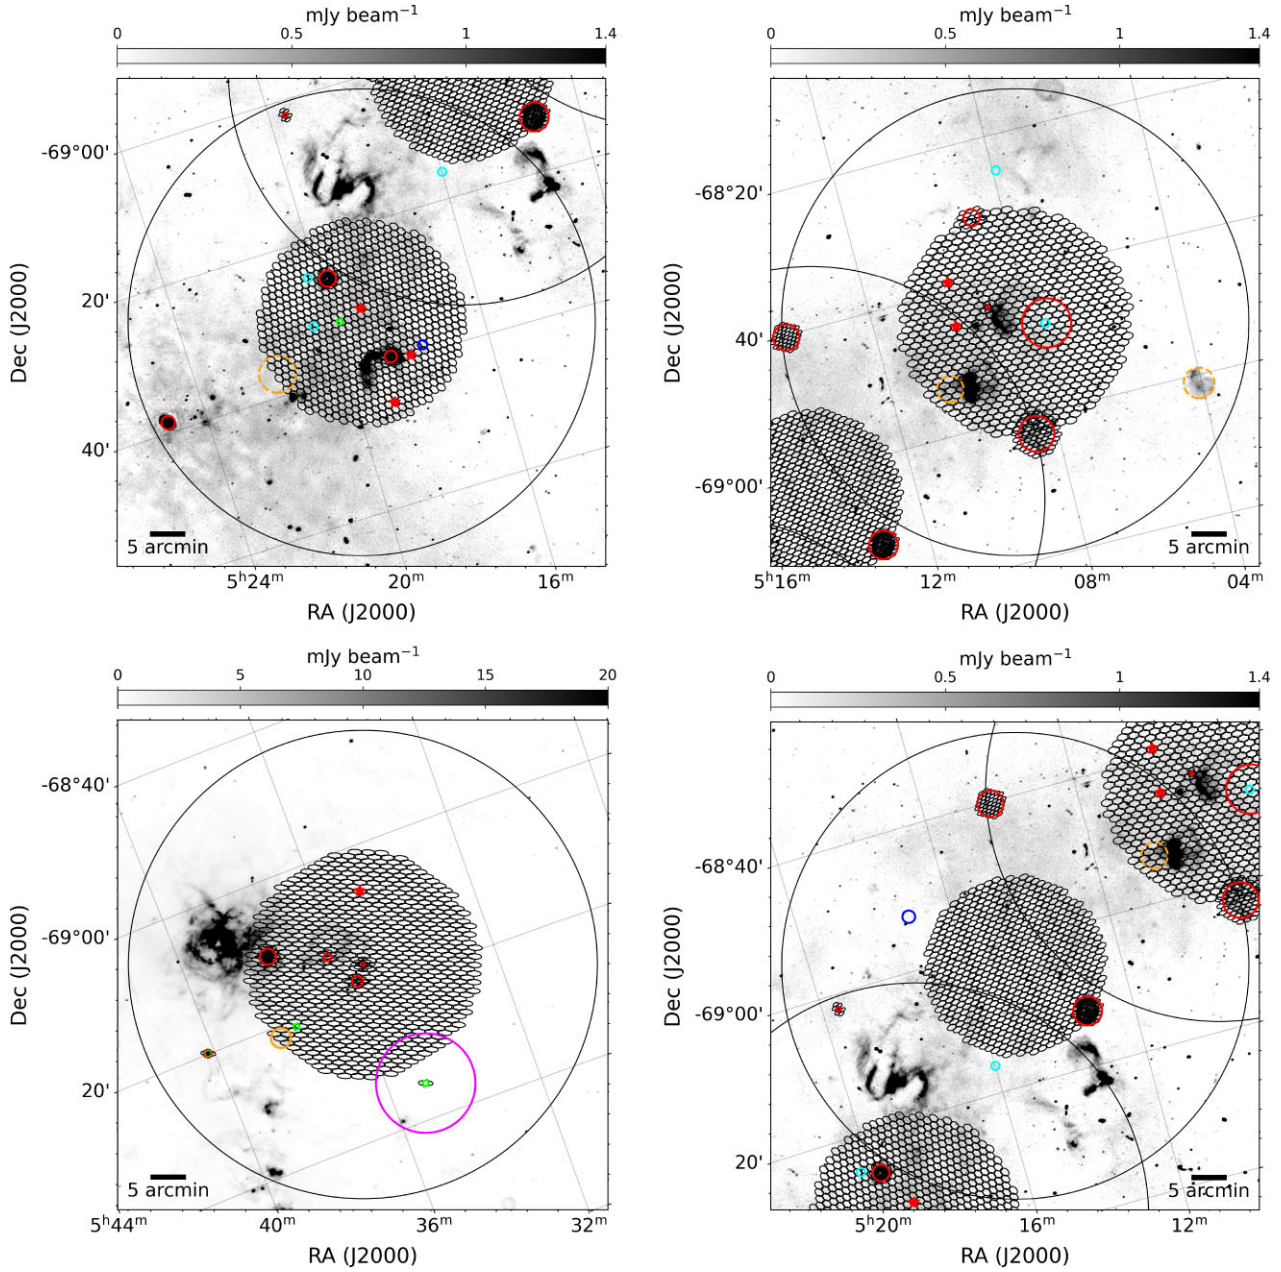 mJy beam⁻¹
0 0.5 1 1.4
Dec (J2000)
-69°00'
20'
40'
5 arcmin
5ʰ24ᵐ 20ᵐ 16ᵐ
RA (J2000)
mJy beam⁻¹
0 0.5 1 1.4
Dec (J2000)
-68°20'
40'
-69°00'
5 arcmin
5ʰ16ᵐ 12ᵐ 08ᵐ 04ᵐ
RA (J2000)
mJy beam⁻¹
0 5 10 15 20
Dec (J2000)
-68°40'
-69°00'
20'
5 arcmin
5ʰ44ᵐ 40ᵐ 36ᵐ 32ᵐ
RA (J2000)
mJy beam⁻¹
0 0.5 1 1.4
Dec (J2000)
-68°40'
-69°00'
20'
5 arcmin
5ʰ20ᵐ 16ᵐ 12ᵐ
RA (J2000)